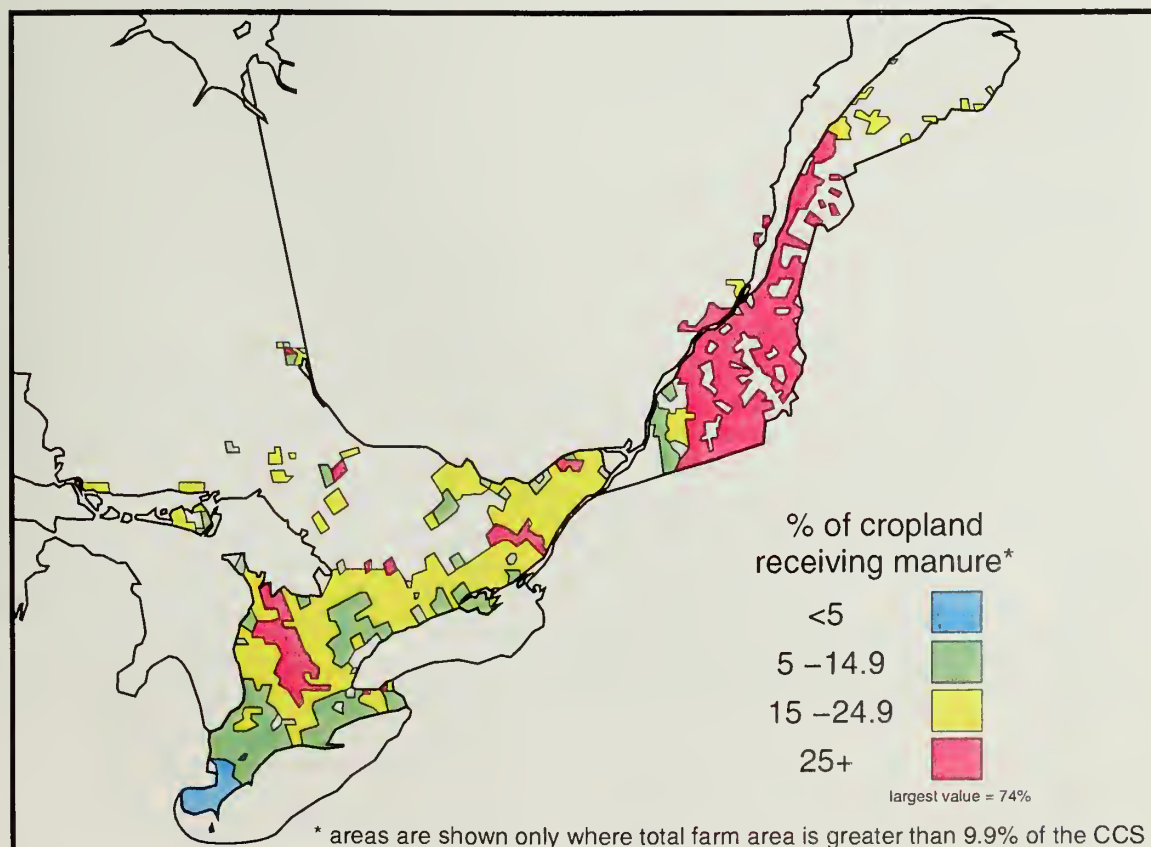 % of cropland
receiving manure*
<5
5 –14.9
15 –24.9
25+
largest value = 74%
* areas are shown only where total farm area is greater than 9.9% of the CCS